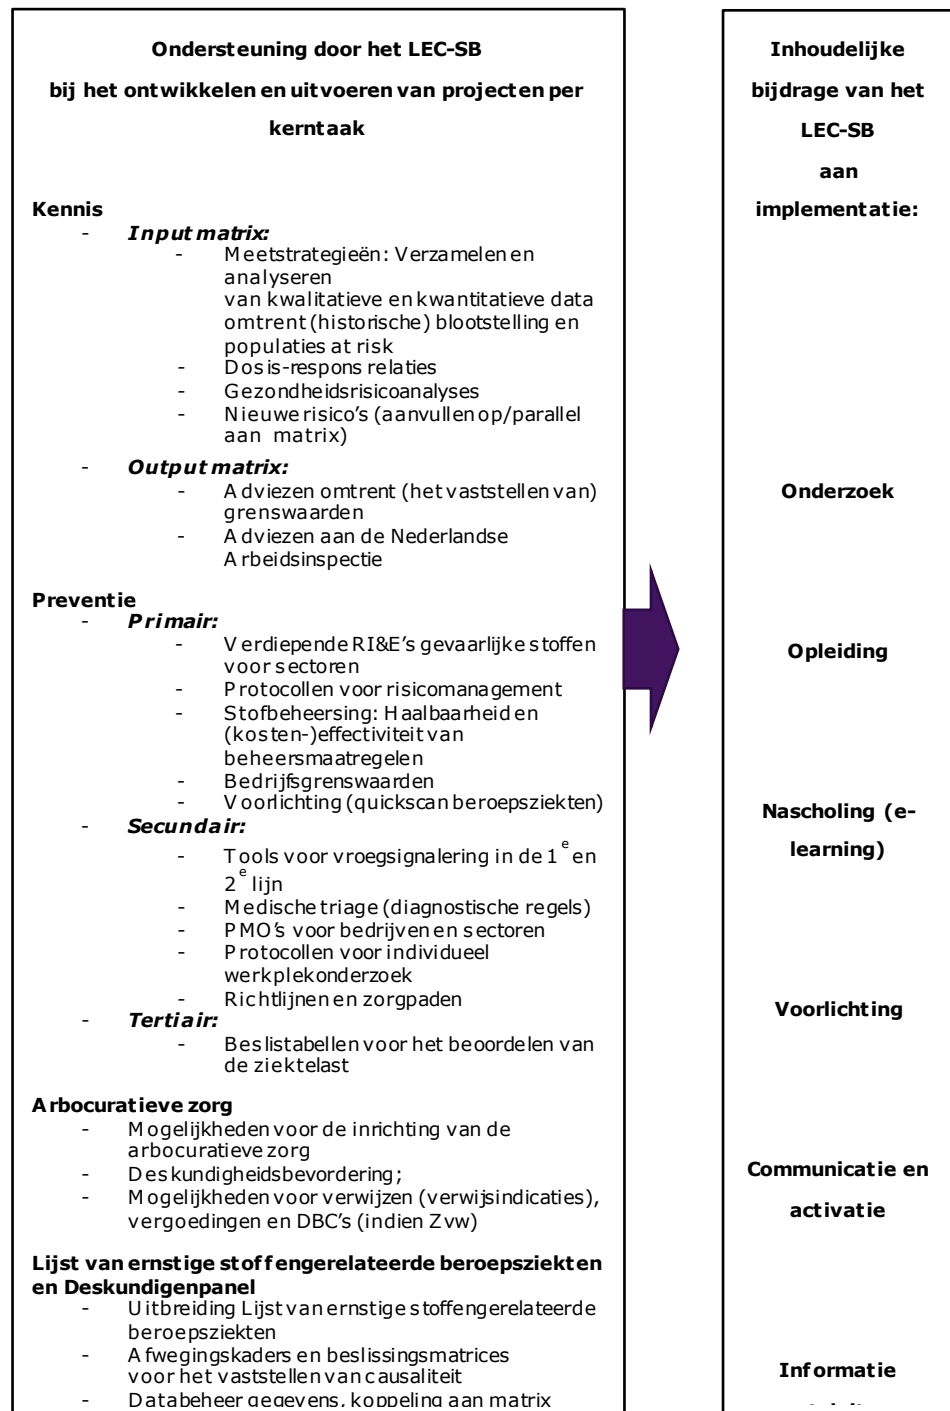 Ondersteuning door het LEC-SB
bij het ontwikkelen en uitvoeren van projecten per
kerntaak
Kennis
- Input matrix:
- Meetstrategieën: Verzamelen en
analyseren
van kwalitatieve en kwantitatieve data
omtrent (historische) blootstelling en
populaties at risk
- Dosis-respons relaties
- Gezondheidsrisicoanalyses
- Nieuwe risico's (aanvullen op/parallel
aan matrix)
- Output matrix:
- Adviezen omtrent (het vaststellen van)
grenswaarden
- Adviezen aan de Nederlandse
Arbeidsinspectie
Preventie
- Primair:
- Verdiepende RI&E's gevaarlijke stoffen
voor sectoren
- Protocollen voor risicomanagement
- Stofbeheersing: Haalbaarheid en
(kosten-)effectiviteit van
beheersmaatregelen
- Bedrijfsgrenswaarden
- Voorlichting (quickscan beroepsziekten)
- Secundair:
- Tools voor vroegsignalering in de 1e en
2e lijn
- Medische triage (diagnostische regels)
- PMO's voor bedrijven en sectoren
- Protocollen voor individueel
werkplekonderzoek
- Richtlijnen en zorgpaden
- Tertiair:
- Beslistabellen voor het beoordelen van
de ziektelast
Arbocuratieve zorg
- Mogelijkheden voor de inrichting van de
arbocuratieve zorg
- Deskundigheidsbevordering;
- Mogelijkheden voor verwijzen (verwijsindicaties),
vergoedingen en DBC's (indien Zvw)
Lijst van ernstige stoffengerelateerde beroepsziekten
en Deskundigenpanel
- Uitbreiding Lijst van ernstige stoffengerelateerde
beroepsziekten
- Afwegingskaders en beslissingsmatrices
voor het vaststellen van causaliteit
- Databeheer gegevens, koppeling aan matrix
Inhoudelijke
bijdrage van het
LEC-SB
aan
implementatie:
Onderzoek
Opleiding
Nascholing (e-
learning)
Voorlichting
Communicatie en
activatie
Informatie